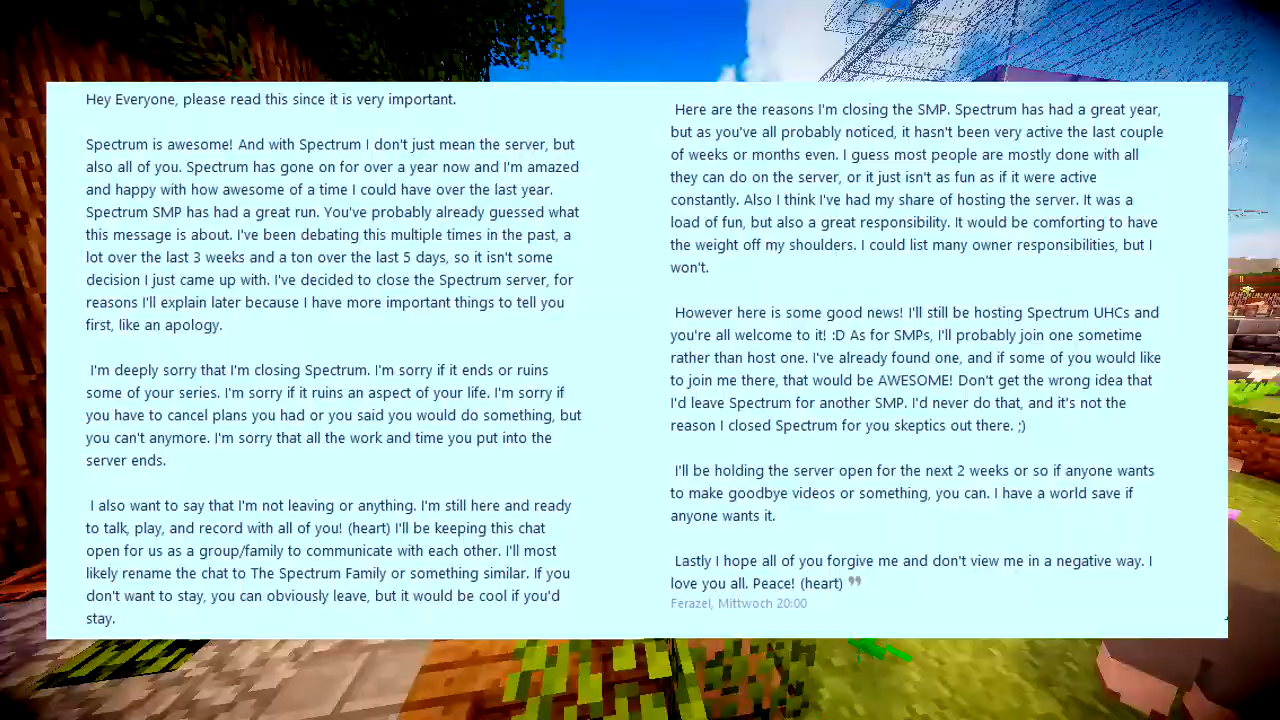 Hey Everyone, please read this since it is very important.
Spectrum is awesome! And with Spectrum I don't just mean the server, but
also all of you. Spectrum has gone on for over a year now and I'm amazed
and happy with how awesome of a time I could have over the last year.
Spectrum SMP has had a great run. You've probably already guessed what
this message is about. I've been debating this multiple times in the past, a
lot over the last 3 weeks and a ton over the last 5 days, so it isn't some
decision I just came up with. I've decided to close the Spectrum server, for
reasons I'll explain later because I have more important things to tell you
first, like an apology.
I'm deeply sorry that I'm closing Spectrum. I'm sorry if it ends or ruins
some of your series. I'm sorry if it ruins an aspect of your life. I'm sorry if
you have to cancel plans you had or you said you would do something, but
you can't anymore. I'm sorry that all the work and time you put into the
server ends.
I also want to say that I'm not leaving or anything. I'm still here and ready
to talk, play, and record with all of you! (heart) I'll be keeping this chat
open for us as a group/family to communicate with each other. I'll most
likely rename the chat to The Spectrum Family or something similar. If you
don't want to stay, you can obviously leave, but it would be cool if you'd
stay.
Here are the reasons I'm closing the SMP. Spectrum has had a great year,
but as you've all probably noticed, it hasn't been very active the last couple
of weeks or months even. I guess most people are mostly done with all
they can do on the server, or it just isn't as fun as if it were active
constantly. Also I think I've had my share of hosting the server. It was a
load of fun, but also a great responsibility. It would be comforting to have
the weight off my shoulders. I could list many owner responsibilities, but I
won't.
However here is some good news! I'll still be hosting Spectrum UHCs and
you're all welcome to it! :D As for SMPs, I'll probably join one sometime
rather than host one. I've already found one, and if some of you would like
to join me there, that would be AWESOME! Don't get the wrong idea that
I'd leave Spectrum for another SMP. I'd never do that, and it's not the
reason I closed Spectrum for you skeptics out there. ;)
I'll be holding the server open for the next 2 weeks or so if anyone wants
to make goodbye videos or something, you can. I have a world save if
anyone wants it.
Lastly I hope all of you forgive me and don't view me in a negative way. I
love you all. Peace! (heart) ”
Ferazel, Mittwoch 20:00